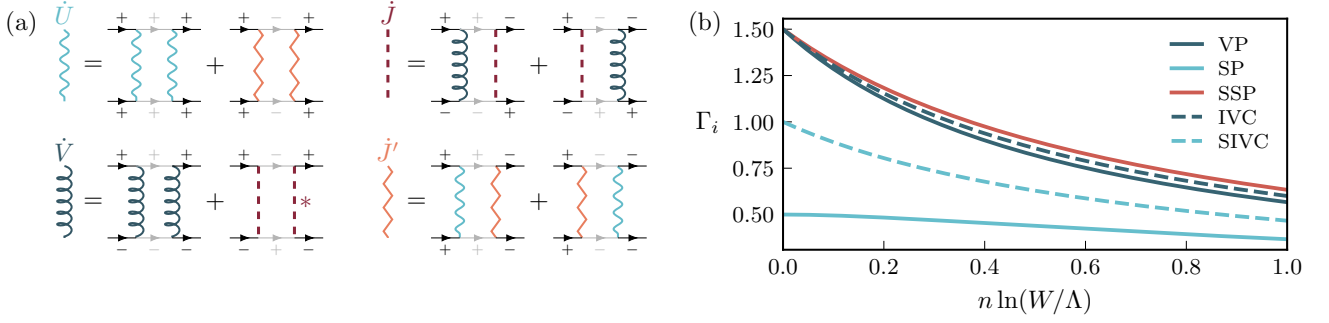 (a)
U̇ + + + + − +
= +
+ + + + − +
J̇ + − − + + −
= +
− − + − + +
V̇ + + + + − +
= + *
− − − − + −
J̇′ + + − + − −
= +
+ + − + − −
(b)
1.50
1.25
1.00
0.75
0.50
Γi
VP
SP
SSP
IVC
SIVC
0.0 0.2 0.4 0.6 0.8 1.0
n ln(W/Λ)